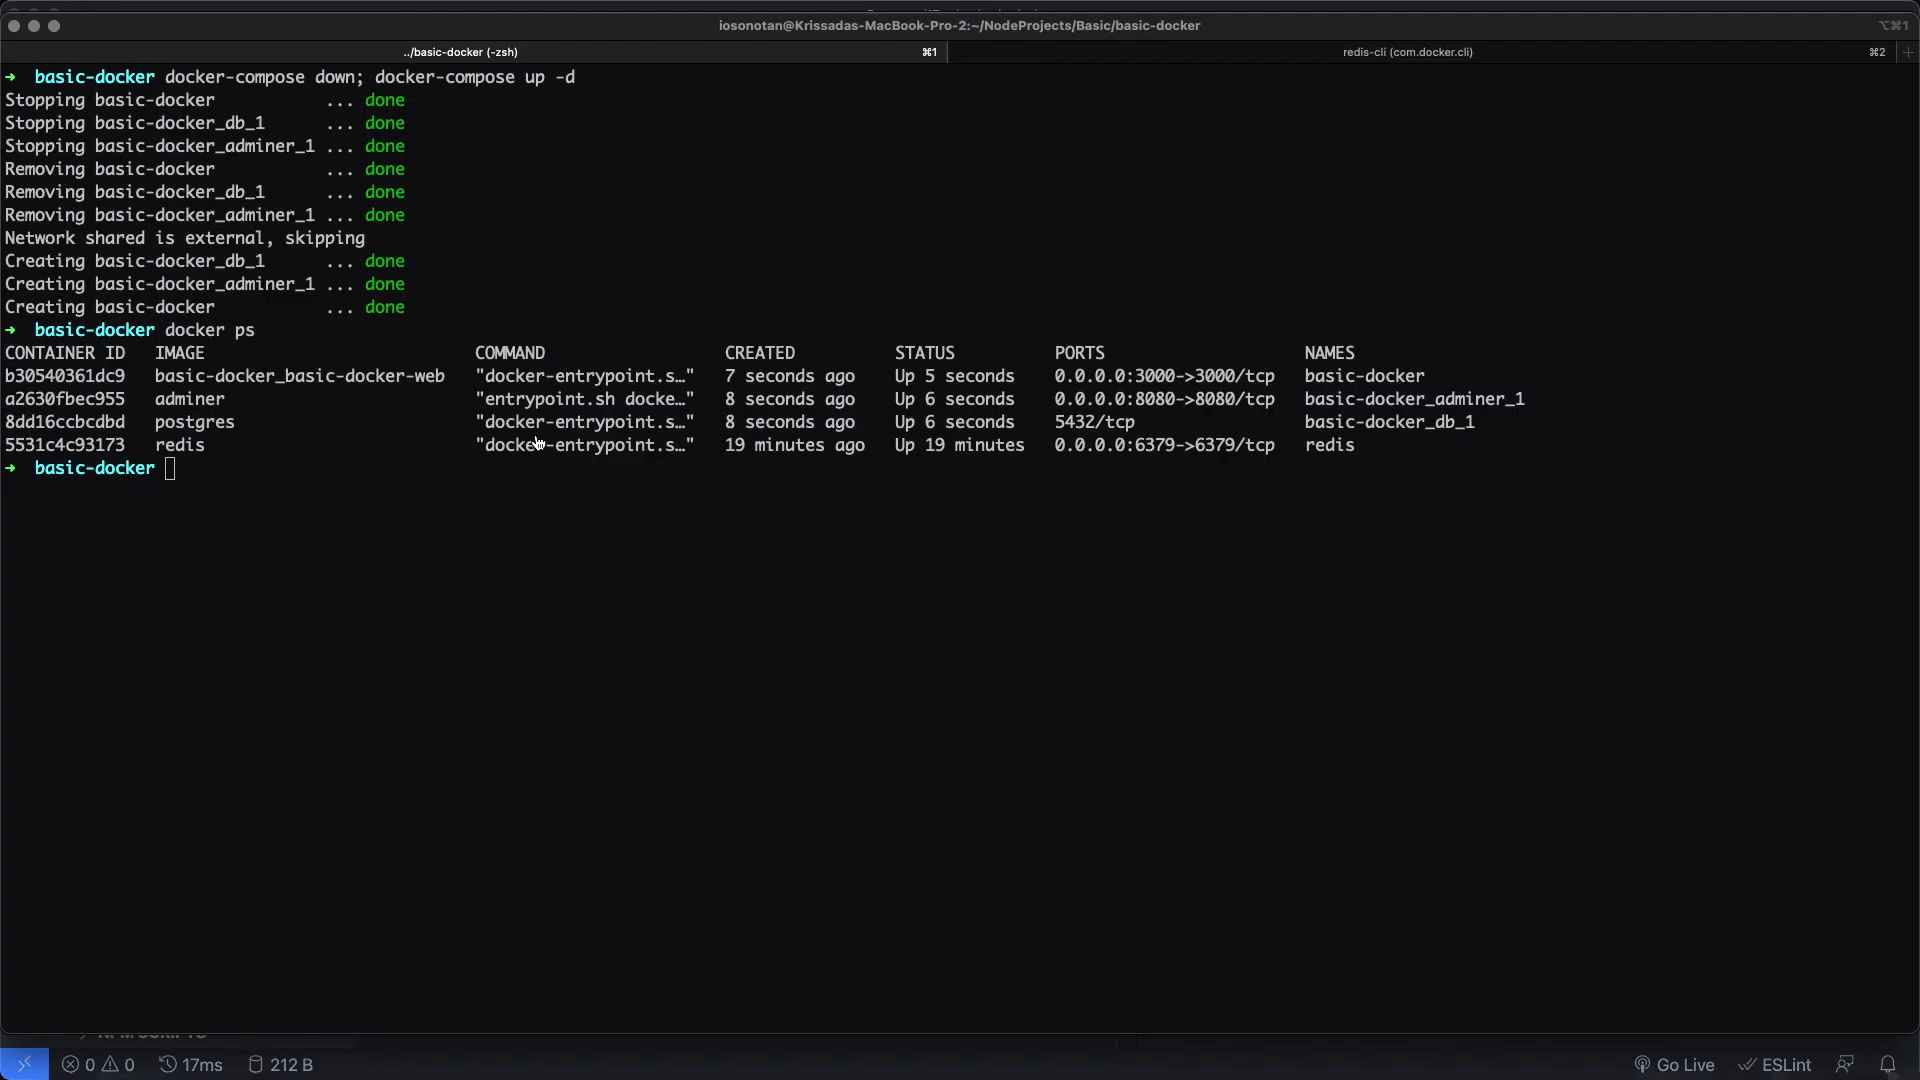 iosonotan@Krissadas-MacBook-Pro-2:~/NodeProjects/Basic/basic-docker
⌥⌘1
../basic-docker (-zsh) ⌘1 redis-cli (com.docker.cli) ⌘2 +
➜ basic-docker docker-compose down; docker-compose up -d
Stopping basic-docker ... done
Stopping basic-docker_db_1 ... done
Stopping basic-docker_adminer_1 ... done
Removing basic-docker ... done
Removing basic-docker_db_1 ... done
Removing basic-docker_adminer_1 ... done
Network shared is external, skipping
Creating basic-docker_db_1 ... done
Creating basic-docker_adminer_1 ... done
Creating basic-docker ... done
➜ basic-docker docker ps
CONTAINER ID IMAGE COMMAND CREATED STATUS PORTS NAMES
b30540361dc9 basic-docker_basic-docker-web "docker-entrypoint.s…" 7 seconds ago Up 5 seconds 0.0.0.0:3000->3000/tcp basic-docker
a2630fbec955 adminer "entrypoint.sh docke…" 8 seconds ago Up 6 seconds 0.0.0.0:8080->8080/tcp basic-docker_adminer_1
8dd16ccbcdbd postgres "docker-entrypoint.s…" 8 seconds ago Up 6 seconds 5432/tcp basic-docker_db_1
5531c4c93173 redis "docker-entrypoint.s…" 19 minutes ago Up 19 minutes 0.0.0.0:6379->6379/tcp redis
➜ basic-docker
NPM SCRIPTS
0 0 17ms 212 B Go Live ESLint